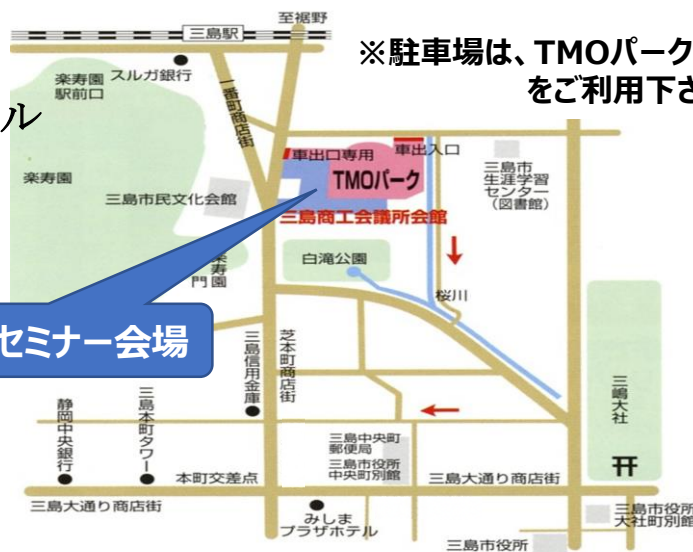 至裾野
三島駅
※駐車場は、TMOパーク
をご利用下さ
スルガ銀行
楽寿園
駅前口
一番町商店街
ル
車出口専用
車出入口
TMOパーク
三島市
生涯学習
センター
(図書館)
楽寿園
三島市民文化会館
三島商工会議所会館
白滝公園
楽寿園
門
桜川
セミナー会場
三島信用金庫
芝本町商店街
三嶋大社
静岡中央銀行
三島本町タワー
三島中央町
郵便局
三島市役所
中央町別館
本町交差点
三島大通り商店街
三島大通り商店街
みしま
プラザホテル
三島市役所
大社町別館
三島市役所